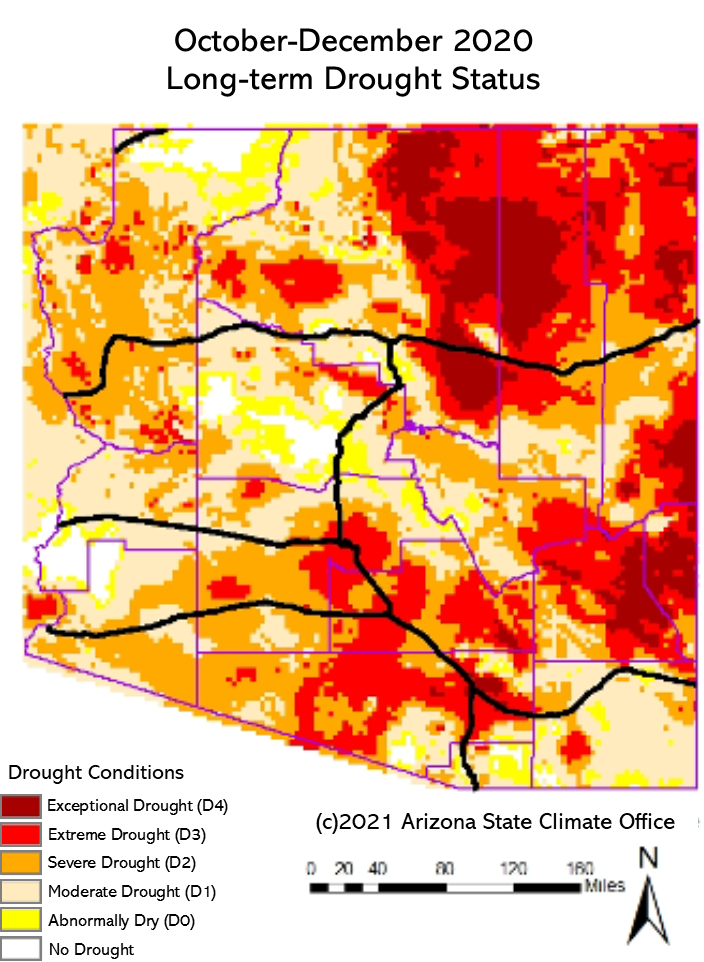 October-December 2020
Long-term Drought Status
Drought Conditions
Exceptional Drought (D4)
Extreme Drought (D3)
Severe Drought (D2)
Moderate Drought (D1)
Abnormally Dry (D0)
No Drought
(c)2021 Arizona State Climate Office
0 20 40 80 120 160
Miles
N